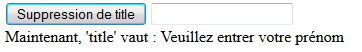 Suppression de title
Maintenant, 'title' vaut : Veuillez entrer votre prénom